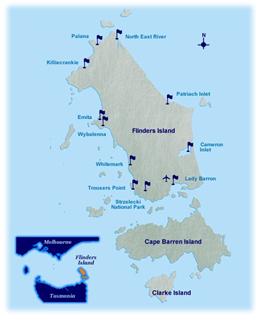 Palana
North East River
N
Killiecrankie
Patriach Inlet
Emita
Wybalenna
Flinders Island
Cameron
Inlet
Whitemark
Lady Barron
Trousers Point
Strzelecki
National Park
Cape Barren Island
Melbourne
Flinders
Island
Tasmania
Clarke Island